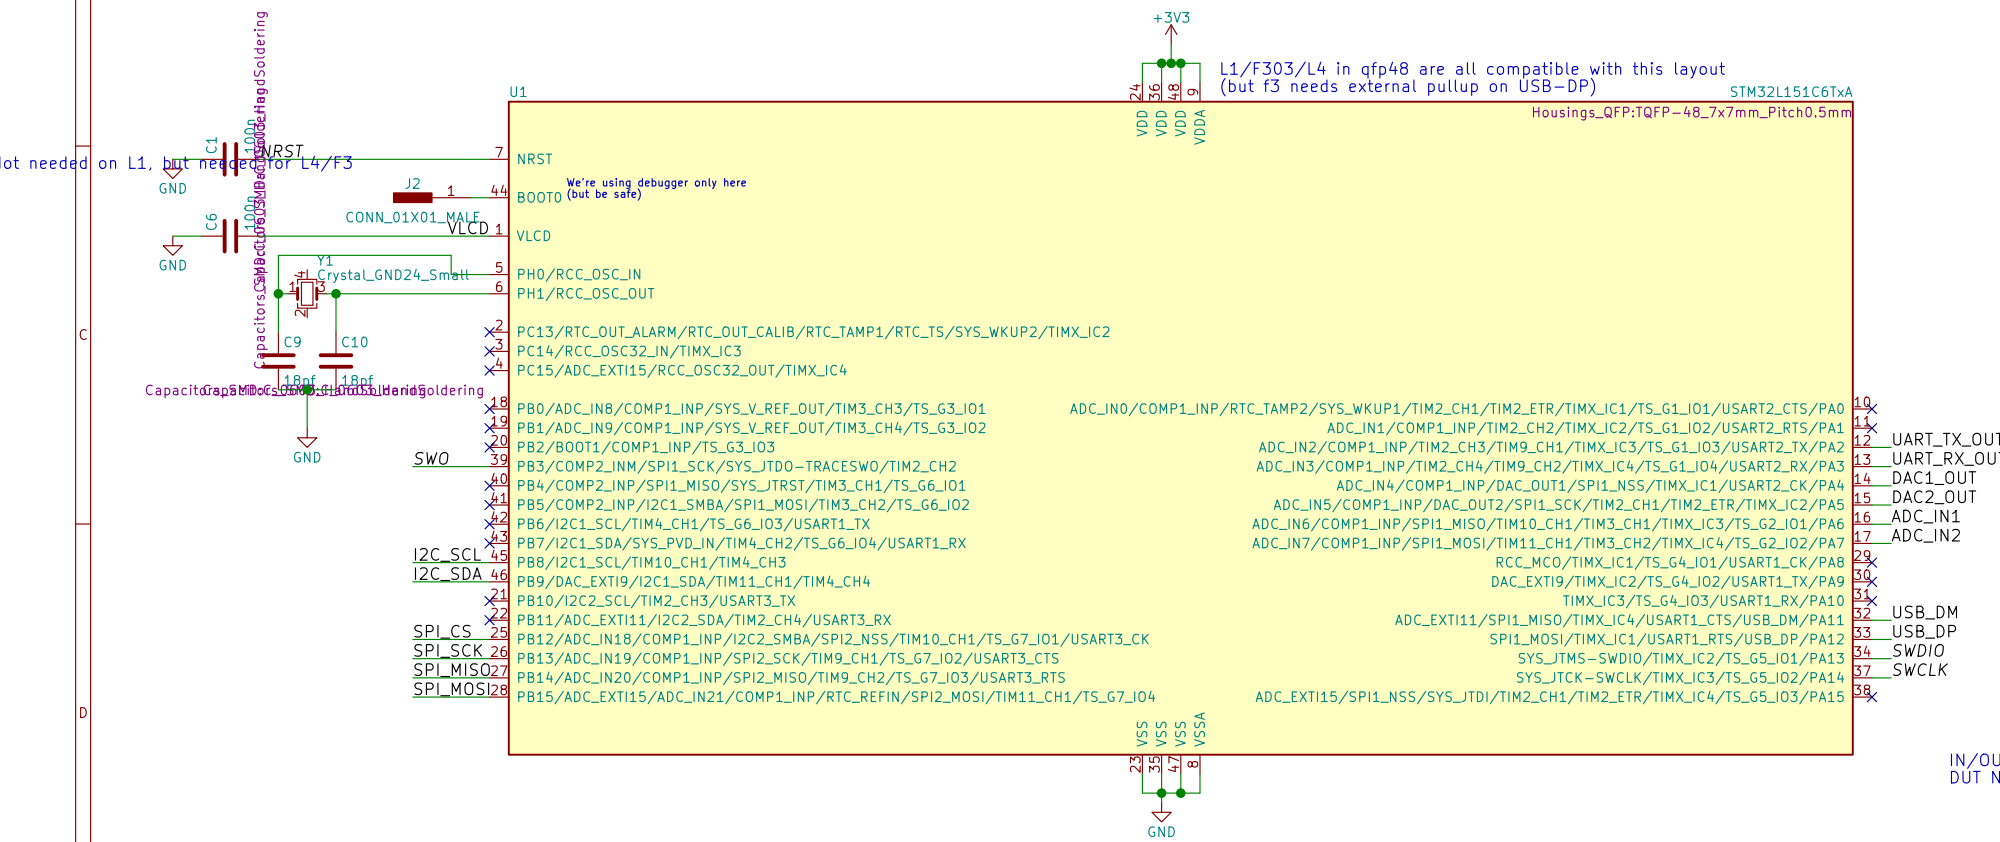 +3V3
L1/F303/L4 in qfp48 are all compatible with this layout
(but f3 needs external pullup on USB-DP)
U1
STM32L151C6TxA
Housings_QFP:TQFP-48_7x7mm_Pitch0.5mm
24
36
48
9
VDD
VDD
VDD
VDDA
C1
100n
NRST
7
NRST
Not needed on L1, but needed for L4/F3
GND
J2
1
44
BOOT0
We're using debugger only here
(but be safe)
CONN_01X01_MALE
C6
100n
VLCD
1
VLCD
GND
Y1
Crystal_GND24_Small
1
2
3
4
5
PH0/RCC_OSC_IN
6
PH1/RCC_OSC_OUT
C
2
PC13/RTC_OUT_ALARM/RTC_OUT_CALIB/RTC_TAMP1/RTC_TS/SYS_WKUP2/TIMX_IC2
3
PC14/RCC_OSC32_IN/TIMX_IC3
4
PC15/ADC_EXTI15/RCC_OSC32_OUT/TIMX_IC4
C9
C10
18pf
18pf
GND
18
PB0/ADC_IN8/COMP1_INP/SYS_V_REF_OUT/TIM3_CH3/TS_G3_IO1
19
PB1/ADC_IN9/COMP1_INP/SYS_V_REF_OUT/TIM3_CH4/TS_G3_IO2
20
PB2/BOOT1/COMP1_INP/TS_G3_IO3
SWO
39
PB3/COMP2_INM/SPI1_SCK/SYS_JTDO-TRACESWO/TIM2_CH2
40
PB4/COMP2_INP/SPI1_MISO/SYS_JTRST/TIM3_CH1/TS_G6_IO1
41
PB5/COMP2_INP/I2C1_SMBA/SPI1_MOSI/TIM3_CH2/TS_G6_IO2
42
PB6/I2C1_SCL/TIM4_CH1/TS_G6_IO3/USART1_TX
43
PB7/I2C1_SDA/SYS_PVD_IN/TIM4_CH2/TS_G6_IO4/USART1_RX
I2C_SCL
45
PB8/I2C1_SCL/TIM10_CH1/TIM4_CH3
I2C_SDA
46
PB9/DAC_EXTI9/I2C1_SDA/TIM11_CH1/TIM4_CH4
21
PB10/I2C2_SCL/TIM2_CH3/USART3_TX
22
PB11/ADC_EXTI11/I2C2_SDA/TIM2_CH4/USART3_RX
SPI_CS
25
PB12/ADC_IN18/COMP1_INP/I2C2_SMBA/SPI2_NSS/TIM10_CH1/TS_G7_IO1/USART3_CK
SPI_SCK
26
PB13/ADC_IN19/COMP1_INP/SPI2_SCK/TIM9_CH1/TS_G7_IO2/USART3_CTS
SPI_MISO
27
PB14/ADC_IN20/COMP1_INP/SPI2_MISO/TIM9_CH2/TS_G7_IO3/USART3_RTS
SPI_MOSI
28
PB15/ADC_EXTI15/ADC_IN21/COMP1_INP/RTC_REFIN/SPI2_MOSI/TIM11_CH1/TS_G7_IO4
D
ADC_IN0/COMP1_INP/RTC_TAMP2/SYS_WKUP1/TIM2_CH1/TIM2_ETR/TIMX_IC1/TS_G1_IO1/USART2_CTS/PA0
10
ADC_IN1/COMP1_INP/TIM2_CH2/TIMX_IC2/TS_G1_IO2/USART2_RTS/PA1
11
ADC_IN2/COMP1_INP/TIM2_CH3/TIM9_CH1/TIMX_IC3/TS_G1_IO3/USART2_TX/PA2
12
UART_TX_OUT
ADC_IN3/COMP1_INP/TIM2_CH4/TIM9_CH2/TIMX_IC4/TS_G1_IO4/USART2_RX/PA3
13
UART_RX_OUT
ADC_IN4/COMP1_INP/DAC_OUT1/SPI1_NSS/TIMX_IC1/USART2_CK/PA4
14
DAC1_OUT
ADC_IN5/COMP1_INP/DAC_OUT2/SPI1_SCK/TIM2_CH1/TIM2_ETR/TIMX_IC2/PA5
15
DAC2_OUT
ADC_IN6/COMP1_INP/SPI1_MISO/TIM10_CH1/TIM3_CH1/TIMX_IC3/TS_G2_IO1/PA6
16
ADC_IN1
ADC_IN7/COMP1_INP/SPI1_MOSI/TIM11_CH1/TIM3_CH2/TIMX_IC4/TS_G2_IO2/PA7
17
ADC_IN2
RCC_MCO/TIMX_IC1/TS_G4_IO1/USART1_CK/PA8
29
DAC_EXTI9/TIMX_IC2/TS_G4_IO2/USART1_TX/PA9
30
TIMX_IC3/TS_G4_IO3/USART1_RX/PA10
31
ADC_EXTI11/SPI1_MISO/TIMX_IC4/USART1_CTS/USB_DM/PA11
32
USB_DM
SPI1_MOSI/TIMX_IC1/USART1_RTS/USB_DP/PA12
33
USB_DP
SYS_JTMS-SWDIO/TIMX_IC2/TS_G5_IO1/PA13
34
SWDIO
SYS_JTCK-SWCLK/TIMX_IC3/TS_G5_IO2/PA14
37
SWCLK
ADC_EXTI15/SPI1_NSS/SYS_JTDI/TIM2_CH1/TIM2_ETR/TIMX_IC4/TS_G5_IO3/PA15
38
VSS
VSS
VSS
VSSA
23
35
47
8
GND
IN/OU
DUT N